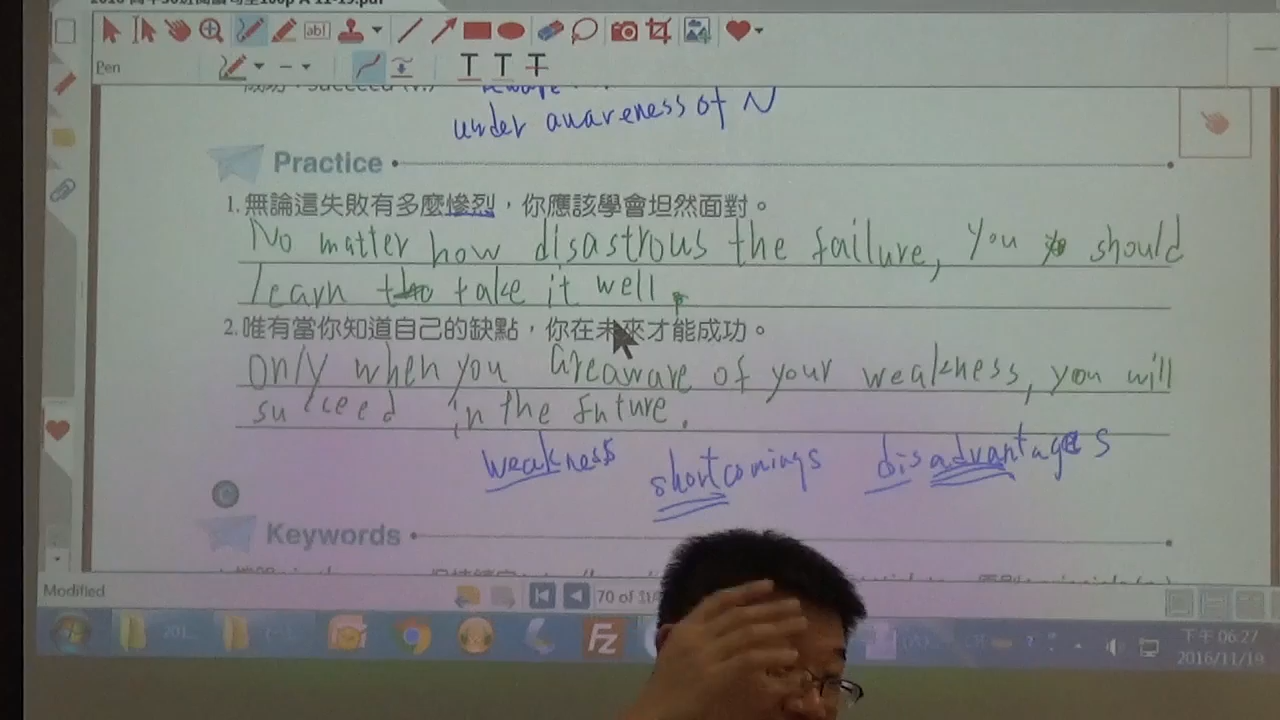 Pen
T T T
under awareness of N
Practice
1. 無論這失敗有多麼慘烈，你應該學會坦然面對。
No matter how disastrous the failure, you should
learn to take it well.
2. 唯有當你知道自己的缺點，你在未來才能成功。
Only when you are aware of your weakness, you will
succeed in the future.
weakness shortcomings disadvantages
Keywords
Modified
70 of
下午 06:27
2016/11/19